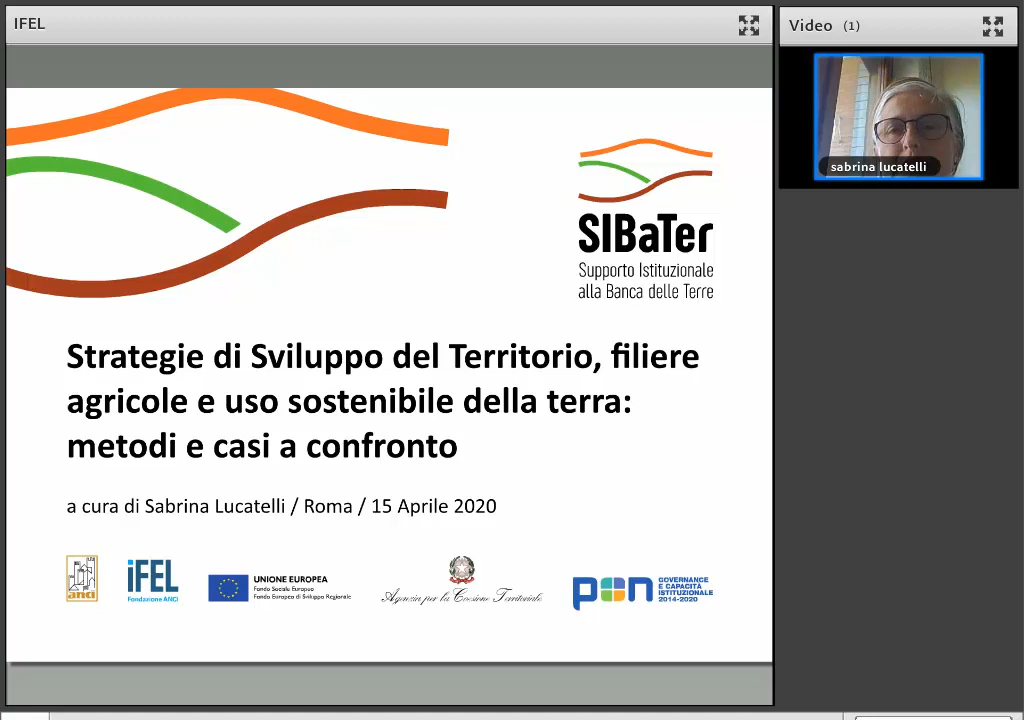 IFEL
Video (1)
sabrina lucatelli
SIBaTer
Supporto Istituzionale
alla Banca delle Terre
Strategie di Sviluppo del Territorio, filiere
agricole e uso sostenibile della terra:
metodi e casi a confronto
a cura di Sabrina Lucatelli / Roma / 15 Aprile 2020
anci
iFEL
Fondazione ANCI
UNIONE EUROPEA
Fondo Sociale Europeo
Fondo Europeo di Sviluppo Regionale
Agenzia per la Coesione Territoriale
pon
GOVERNANCE
E CAPACITÀ
ISTITUZIONALE
2014-2020